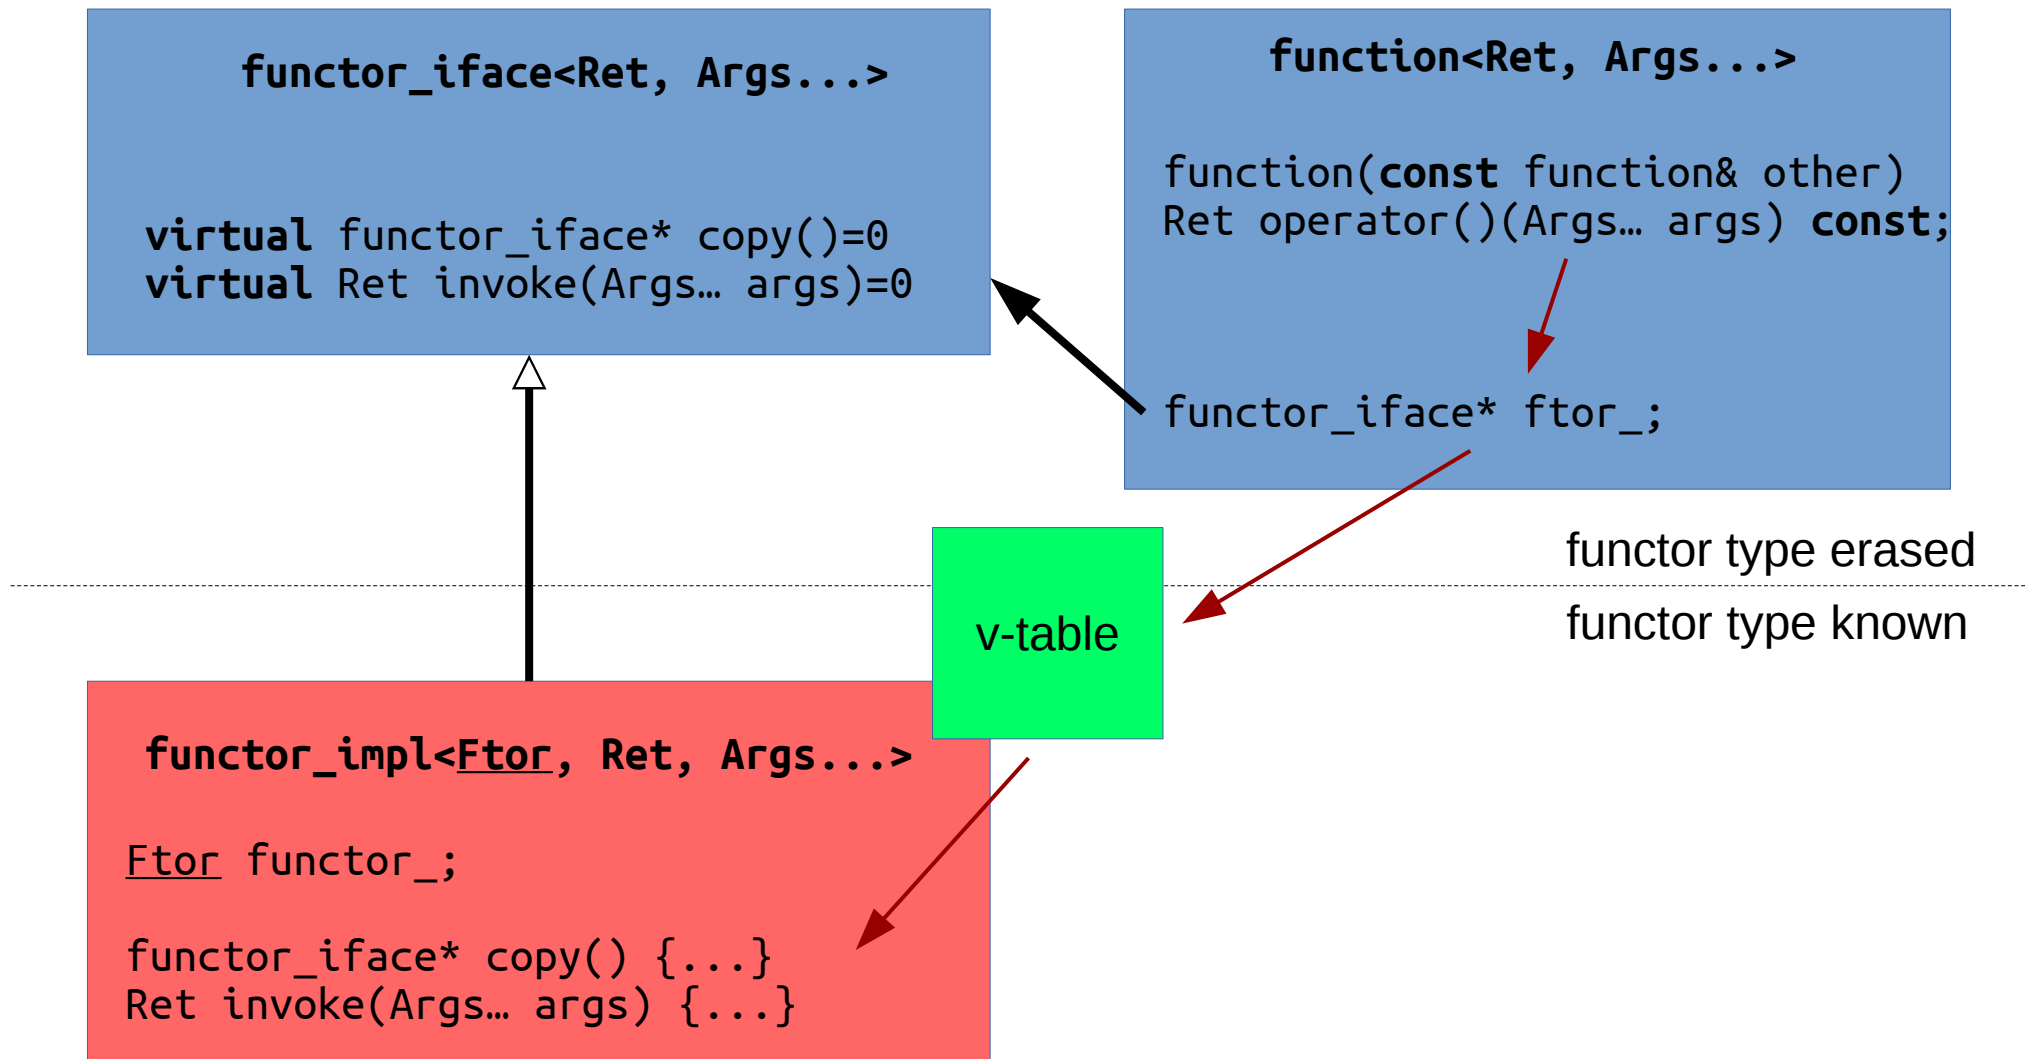 functor_iface<Ret, Args...>
virtual functor_iface* copy()=0
virtual Ret invoke(Args… args)=0
function<Ret, Args...>
function(const function& other)
Ret operator()(Args… args) const;
functor_iface* ftor_;
functor type erased
functor type known
v-table
functor_impl<Ftor, Ret, Args...>
Ftor functor_;
functor_iface* copy() {...}
Ret invoke(Args… args) {...}